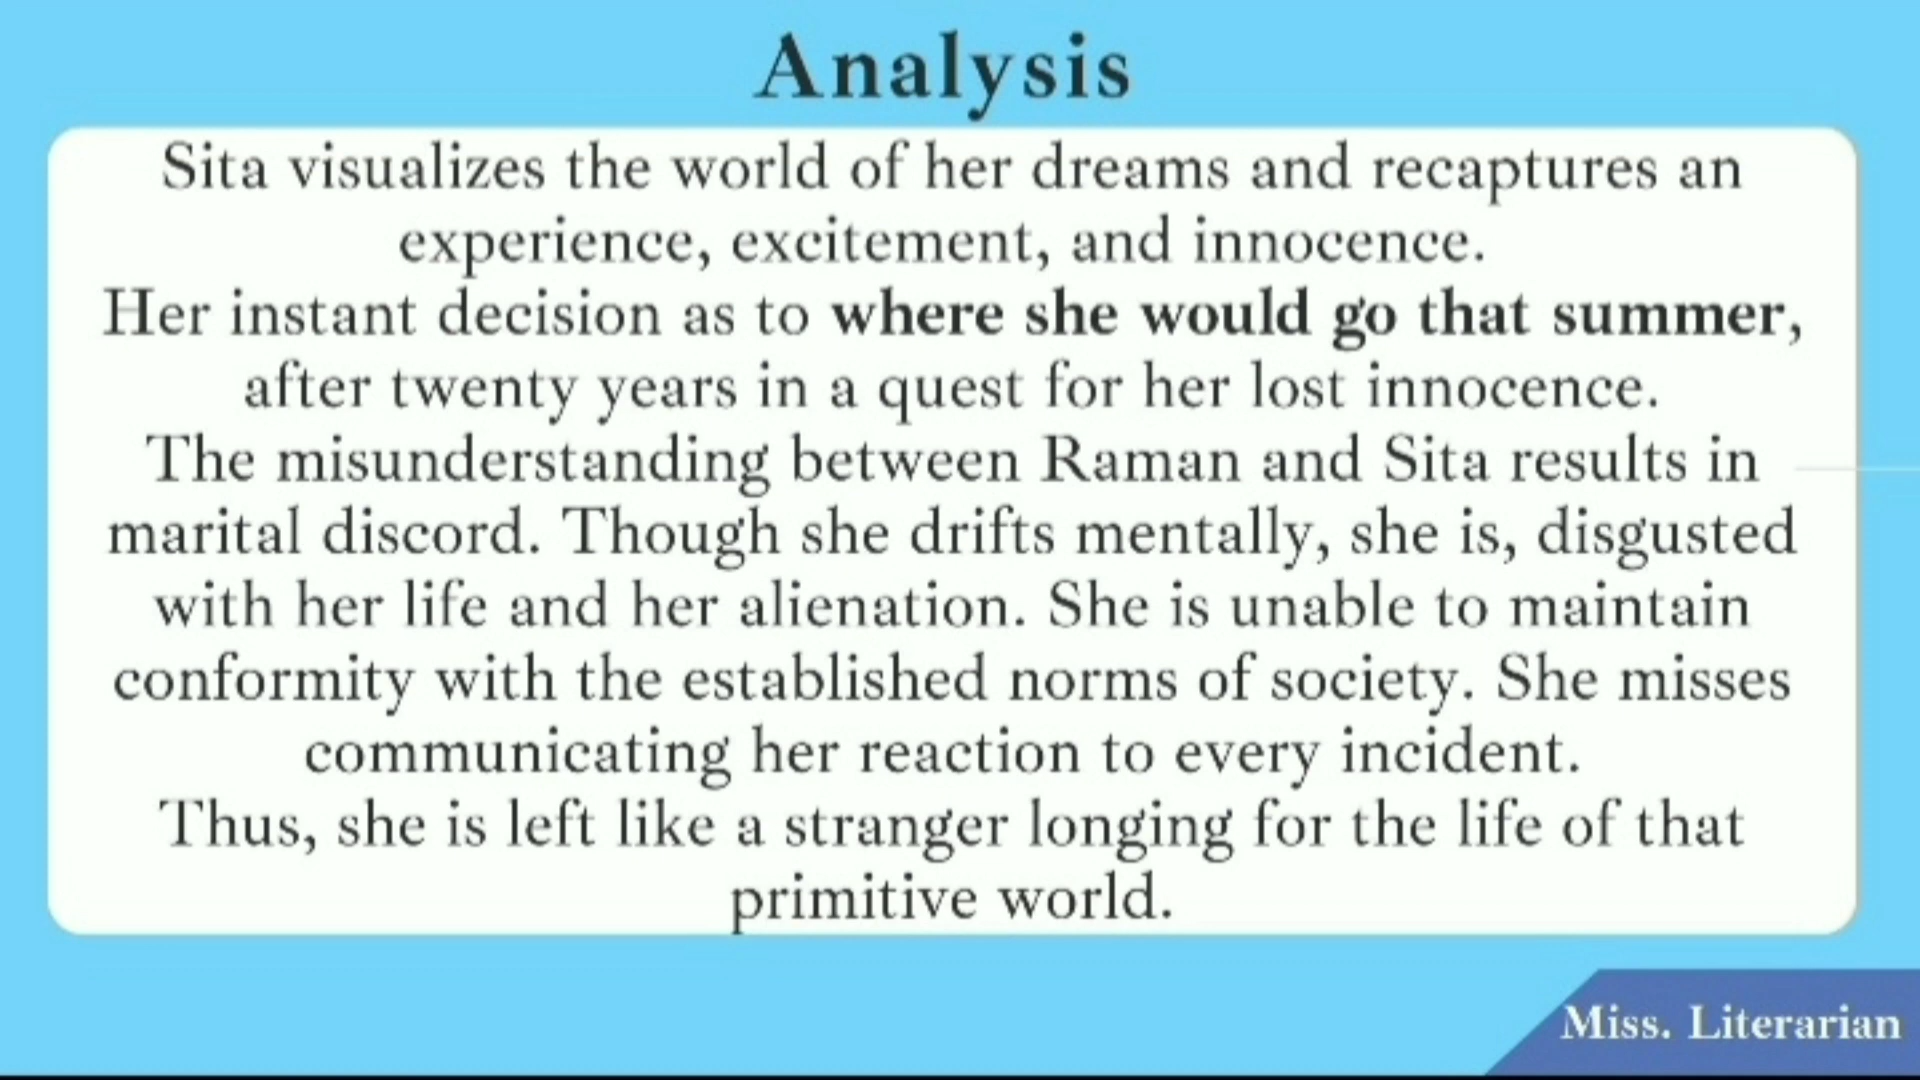 Analysis
Sita visualizes the world of her dreams and recaptures an
experience, excitement, and innocence.
Her instant decision as to where she would go that summer,
after twenty years in a quest for her lost innocence.
The misunderstanding between Raman and Sita results in
marital discord. Though she drifts mentally, she is, disgusted
with her life and her alienation. She is unable to maintain
conformity with the established norms of society. She misses
communicating her reaction to every incident.
Thus, she is left like a stranger longing for the life of that
primitive world.
Miss. Literarian